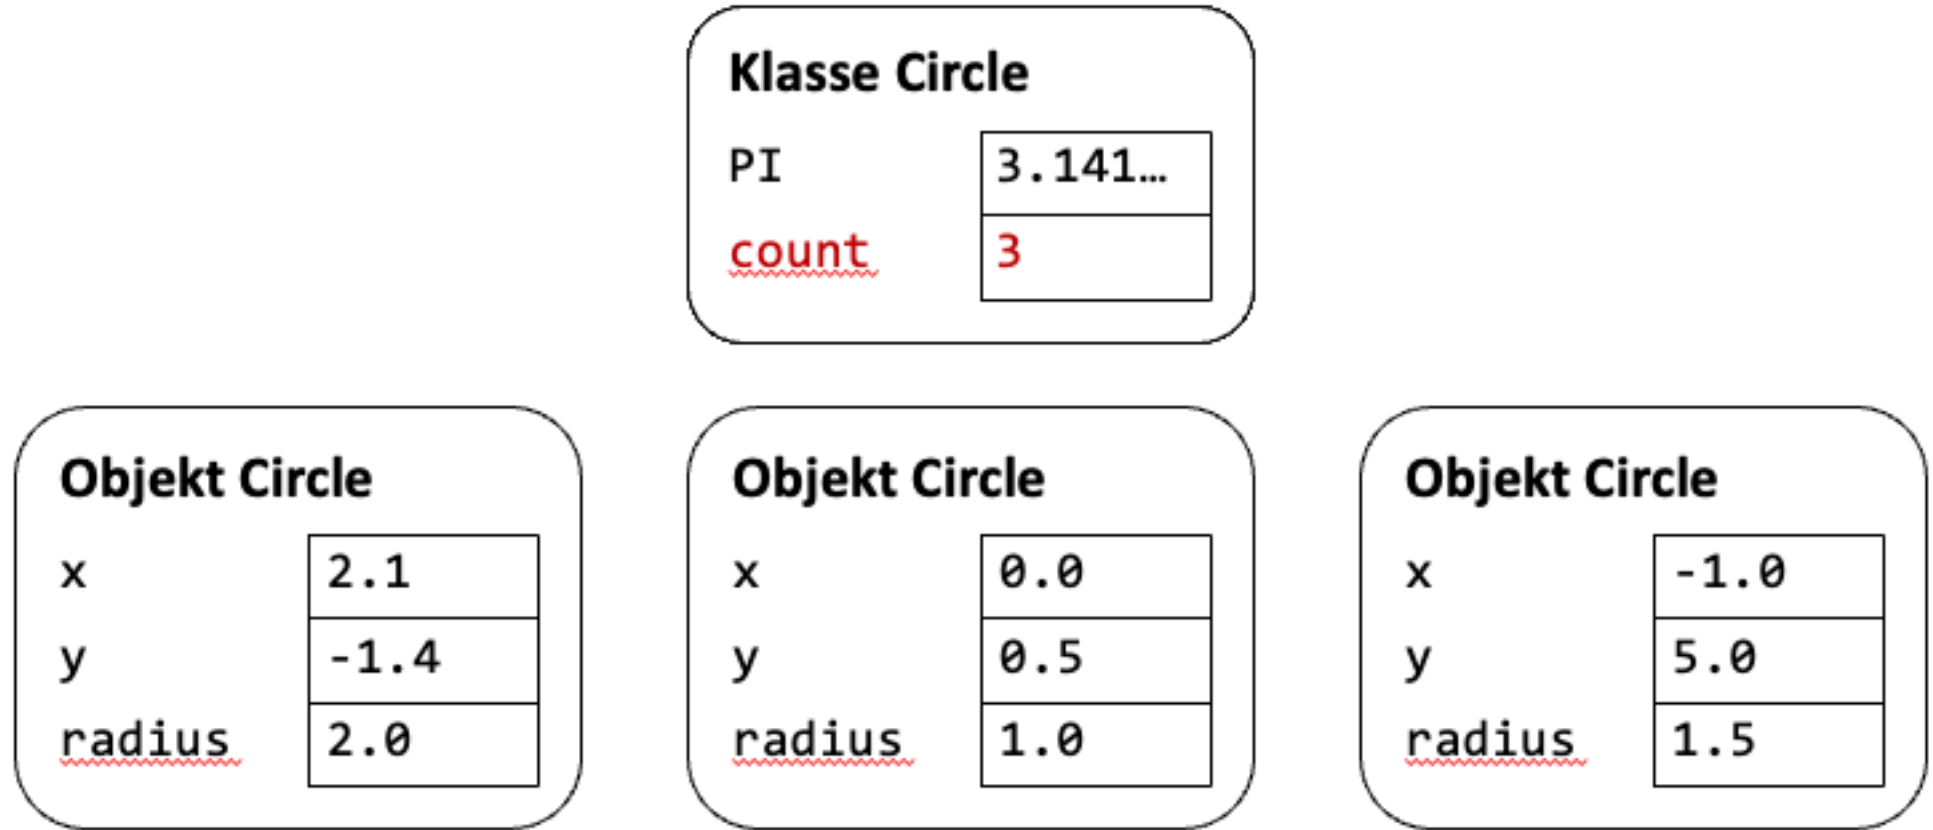 Klasse Circle
PI 3.141…
count 3
Objekt Circle
x 2.1
y -1.4
radius 2.0
Objekt Circle
x 0.0
y 0.5
radius 1.0
Objekt Circle
x -1.0
y 5.0
radius 1.5